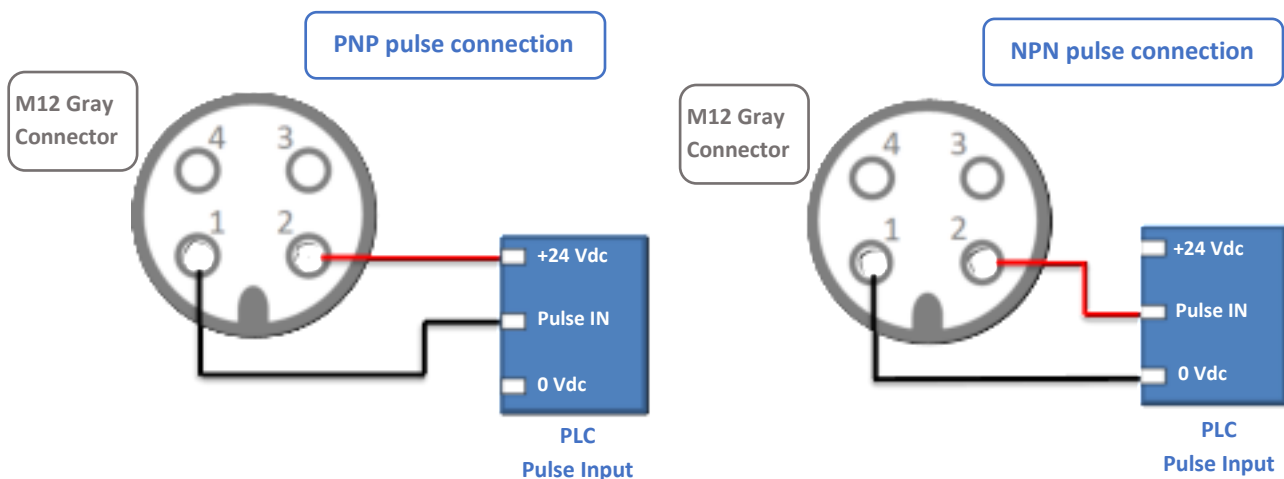 PNP pulse connection
M12 Gray
Connector
4 3
1 2
+24 Vdc
Pulse IN
0 Vdc
PLC
Pulse Input
NPN pulse connection
M12 Gray
Connector
4 3
1 2
+24 Vdc
Pulse IN
0 Vdc
PLC
Pulse Input